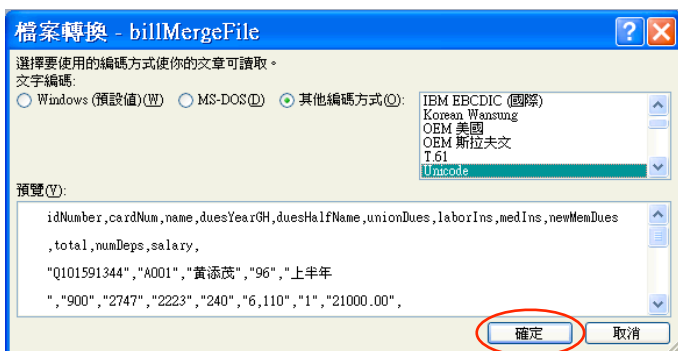 檔案轉換 - billMergeFile
選擇要使用的編碼方式使你的文章可讀取。
文字編碼:
Windows (預設值)(W) MS-DOS(D) 其他編碼方式(O):
IBM EBCDIC (國際)
Korean Wansung
OEM 美國
OEM 斯拉夫文
T.61
Unicode
預覽(V):
idNumber,cardNum,name,duesYearGH,duesHalfName,unionDues,laborIns,medIns,newMemDues
,total,numDeps,salary,
"Q101591344","A001","黃添茂","96","上半年
","900","2747","2223","240","6,110","1","21000.00",
確定 取消